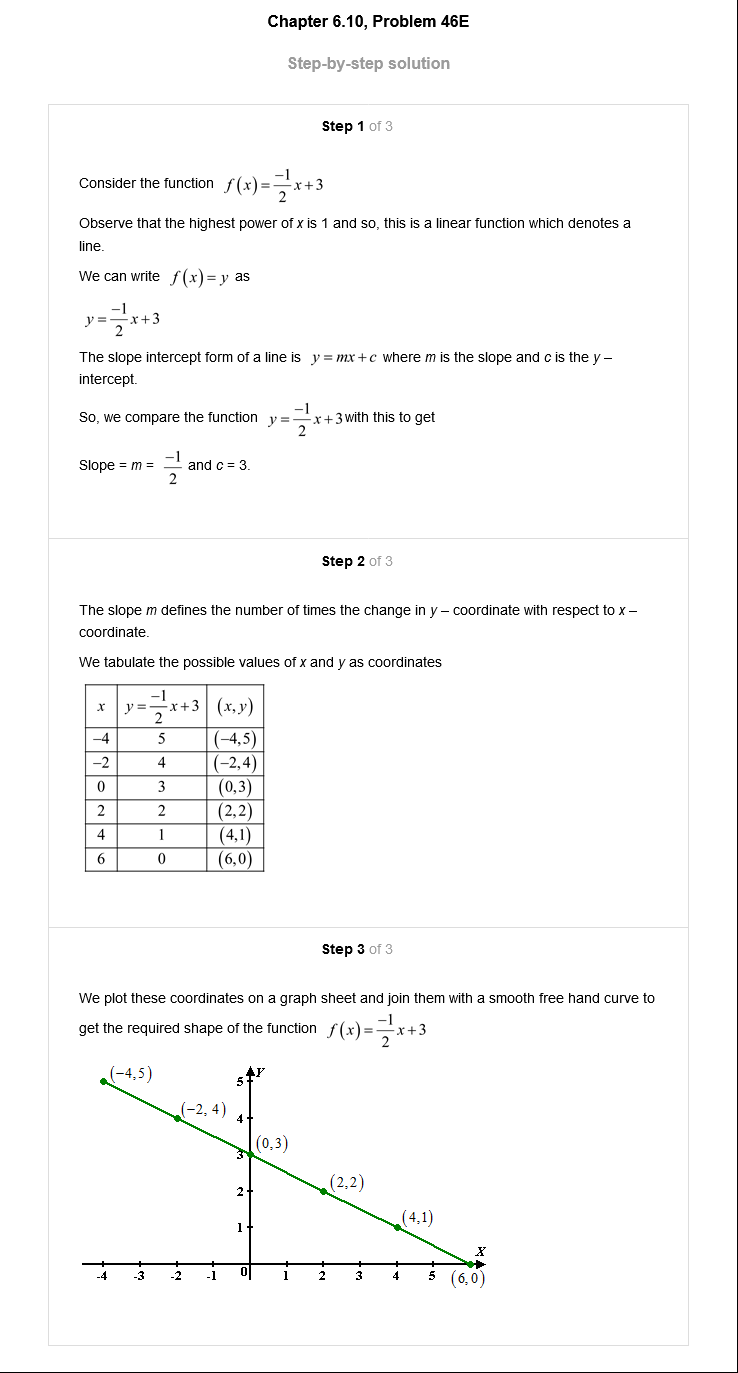 Chapter 6.10, Problem 46E
Step-by-step solution
Step 1 of 3
Consider the function f(x)=\frac{-1}{2}x+3
Observe that the highest power of x is 1 and so, this is a linear function which denotes a
line.
We can write f(x)=y as
y=\frac{-1}{2}x+3
The slope intercept form of a line is y=mx+c where m is the slope and c is the y –
intercept.
So, we compare the function y=\frac{-1}{2}x+3 with this to get
Slope = m = \frac{-1}{2} and c = 3.
Step 2 of 3
The slope m defines the number of times the change in y – coordinate with respect to x –
coordinate.
We tabulate the possible values of x and y as coordinates
x y=\frac{-1}{2}x+3 (x,y)
−4 5 (−4,5)
−2 4 (−2,4)
0 3 (0,3)
2 2 (2,2)
4 1 (4,1)
6 0 (6,0)
Step 3 of 3
We plot these coordinates on a graph sheet and join them with a smooth free hand curve to
get the required shape of the function f(x)=\frac{-1}{2}x+3
(−4,5) Y
5
(−2, 4)
4
(0,3)
3
(2,2)
2
(4,1)
1
X
-4 -3 -2 -1 0 1 2 3 4 5 (6,0)